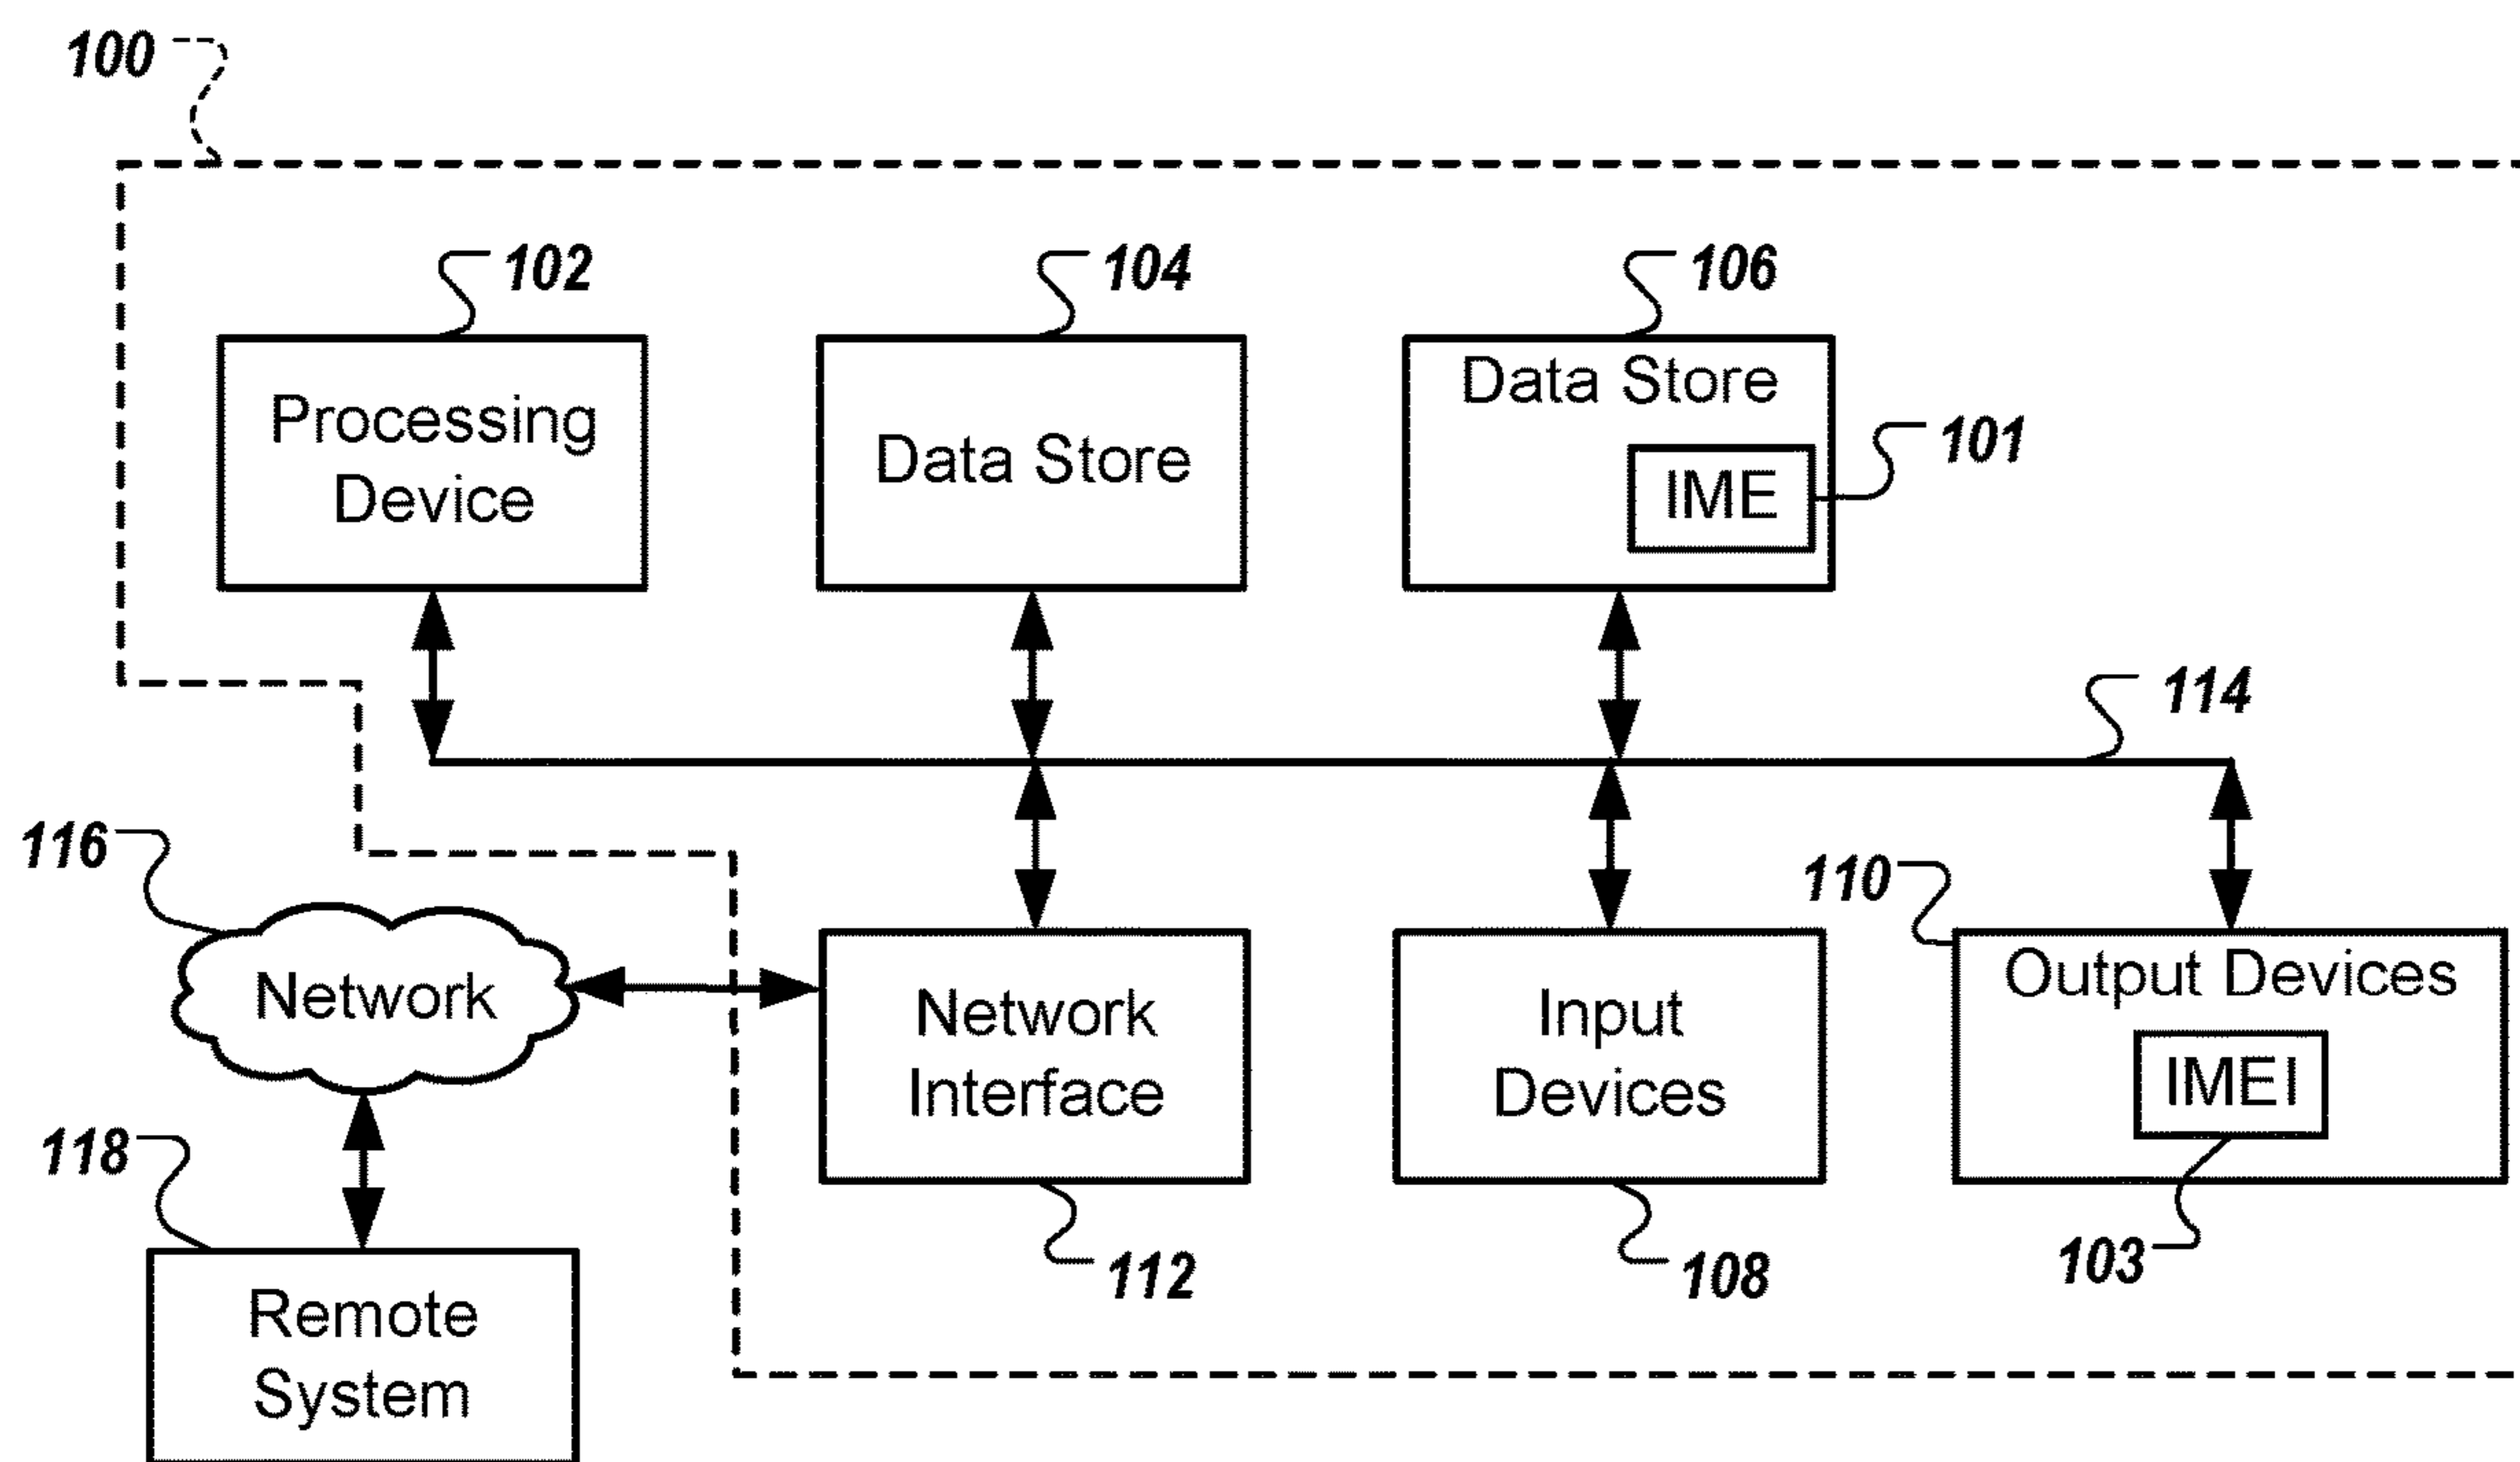 100
102
104
106
Processing
Device
Data Store
Data Store
IME
101
114
116
110
Network
Network
Interface
Input
Devices
Output Devices
IMEI
118
112
108
103
Remote
System